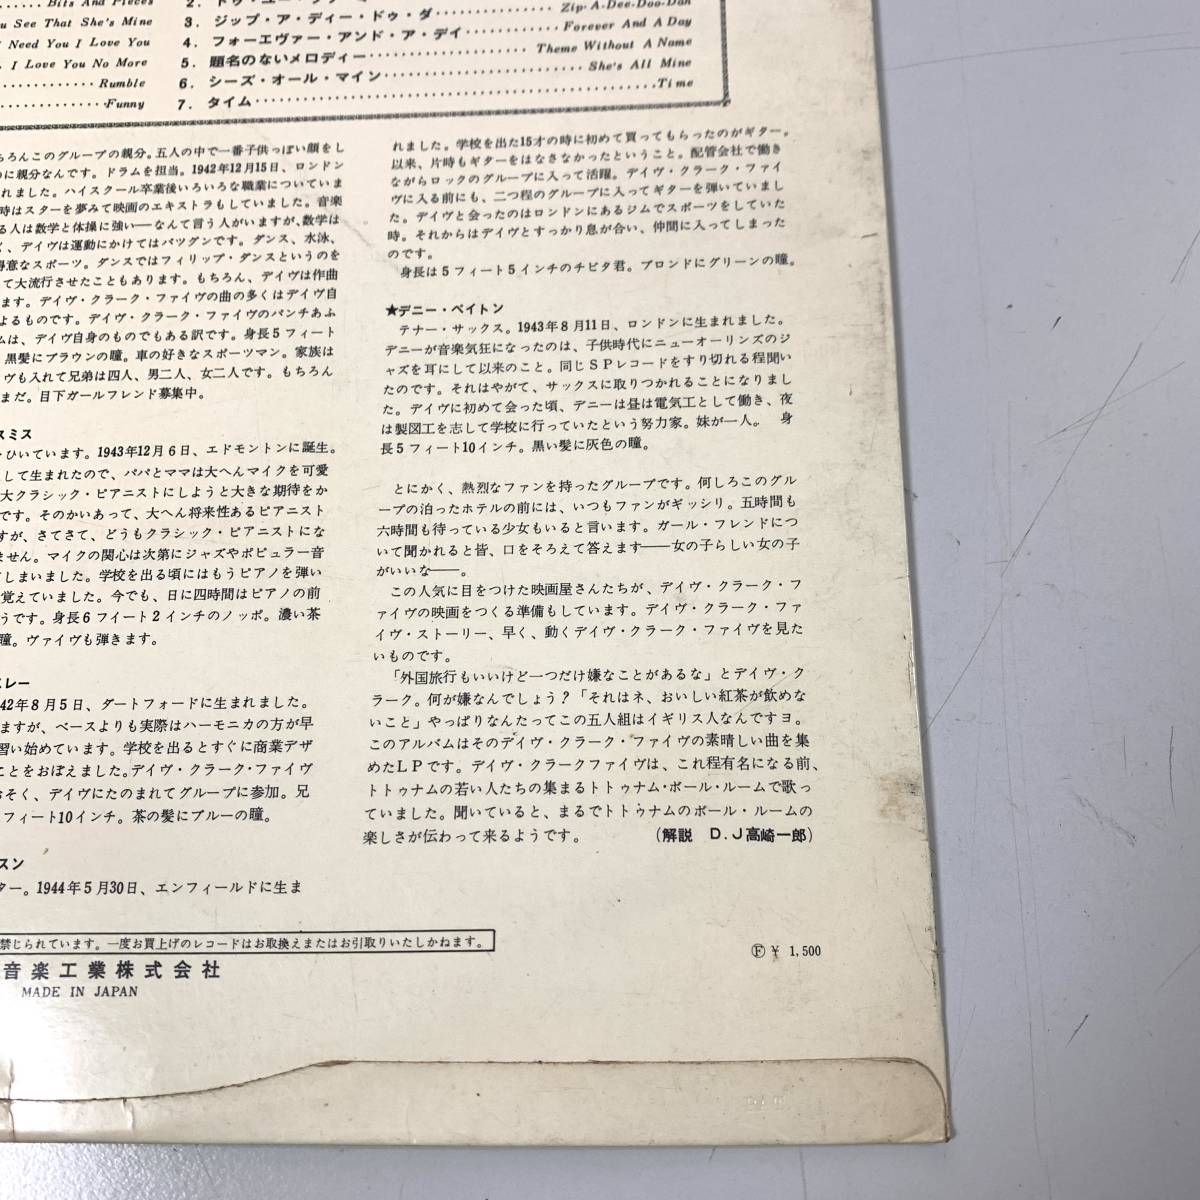 Bits And Pieces
u See That She's Mine
Need You I Love You
I Love You No More
Rumble
Funny
2. ドゥ・ユー・
3. ジップ・ア・ディー・ドゥ・ダ Zip-A-Dee-Doo-Dah
4. フォーエヴァー・アンド・ア・デイ Forever And A Day
5. 題名のないメロディー Theme Without A Name
6. シーズ・オール・マイン She's All Mine
7. タイム Time
ちろんこのグループの親分。五人の中で一番子供っぽい顔をし
に親分なんです。ドラムを担当。1942年12月15日、ロンドン
れました。ハイスクール卒業後いろいろな職業についていま
時はスターを夢みて映画のエキストラもしていました。音楽
る人は数学と体操に強い——なんて言う人がいますが、数学は
く、デイヴは運動にかけてはバツグンです。ダンス、水泳、
得意なスポーツ。ダンスではフィリップ・ダンスというのを
て大流行させたこともあります。もちろん、デイヴは作曲
ます。デイヴ・クラーク・ファイヴの曲の多くはデイヴ自
よるものです。デイヴ・クラーク・ファイヴのパンチあふ
ムは、デイヴ自身のものでもある訳です。身長5フィート
黒髪にブラウンの瞳。車の好きなスポーツマン。家族は
ヴも入れて兄弟は四人、男二人、女二人です。もちろん
まだ。目下ガールフレンド募集中。
スミス
ひいています。1943年12月6日、エドモントンに誕生。
して生まれたので、パパとママは大へんマイクを可愛
大クラシック・ピアニストにしようと大きな期待をか
です。そのかいあって、大へん将来性あるピアニスト
すが、さてさて、どうもクラシック・ピアニストにな
ません。マイクの関心は次第にジャズやポピュラー音
てしまいました。学校を出る頃にはもうピアノを弾い
覚えていました。今でも、日に四時間はピアノの前
うです。身長6フィート2インチのノッポ。濃い茶
瞳。ヴァイヴも弾きます。
ェレー
42年8月5日、ダートフォードに生まれました。
ますが、ベースよりも実際はハーモニカの方が早
習い始めています。学校を出るとすぐに商業デザ
ことをおぼえました。デイヴ・クラーク・ファイヴ
おそく、デイヴにたのまれてグループに参加。兄
フィート10インチ。茶の髪にブルーの瞳。
スン
ター。1944年5月30日、エンフィールドに生ま
れました。学校を出た15才の時に初めて買ってもらったのがギター。
以来、片時もギターをはなさなかったということ。配管会社で働き
ながらロックのグループに入って活躍。デイヴ・クラーク・ファイ
ヴに入る前にも、二つ程のグループに入ってギターを弾いていまし
た。デイヴと会ったのはロンドンにあるジムでスポーツをしていた
時。それからはデイヴとすっかり息が合い、仲間に入ってしまった
のです。
身長は5フィート5インチのチビタ君。ブロンドにグリーンの瞳。
★デニー・ペイトン
テナー・サックス。1943年8月11日、ロンドンに生まれました。
デニーが音楽気狂になったのは、子供時代にニューオーリンズのジ
ャズを耳にして以来のこと。同じSPレコードをすり切れる程聞い
たのです。それはやがて、サックスに取りつかれることになりまし
た。デイヴに初めて会った頃、デニーは昼は電気工として働き、夜
は製図工を志して学校に行っていたという努力家。妹が一人。 身
長5フィート10インチ。黒い髪に灰色の瞳。
とにかく、熱烈なファンを持ったグループです。何しろこのグル
ープの泊ったホテルの前には、いつもファンがギッシリ。五時間も
六時間も待っている少女もいると言います。ガール・フレンドにつ
いて聞かれると皆、口をそろえて答えます——女の子らしい女の子
がいいな——。
この人気に目をつけた映画屋さんたちが、デイヴ・クラーク・フ
ァイヴの映画をつくる準備もしています。デイヴ・クラーク・ファ
イヴ・ストーリー、早く、動くデイヴ・クラーク・ファイヴを見た
いものです。
「外国旅行もいいけど一つだけ嫌なことがあるな」とデイヴ・ク
ラーク。何が嫌なんでしょう?「それはネ、おいしい紅茶が飲めな
いこと」やっぱりなんたってこの五人組はイギリス人なんですヨ。
このアルバムはそのデイヴ・クラーク・ファイヴの素晴しい曲を集
めたLPです。デイヴ・クラークファイヴは、これ程有名になる前、
トトゥナムの若い人たちの集まるトトゥナム・ボール・ルームで歌っ
ていました。聞いていると、まるでトトゥナムのボール・ルームの
楽しさが伝わって来るようです。 (解説 D.J高崎一郎)
禁じられています。一度お買上げのレコードはお取換えまたはお引取りいたしかねます。
音楽工業株式会社
MADE IN JAPAN
Ⓕ¥ 1,500